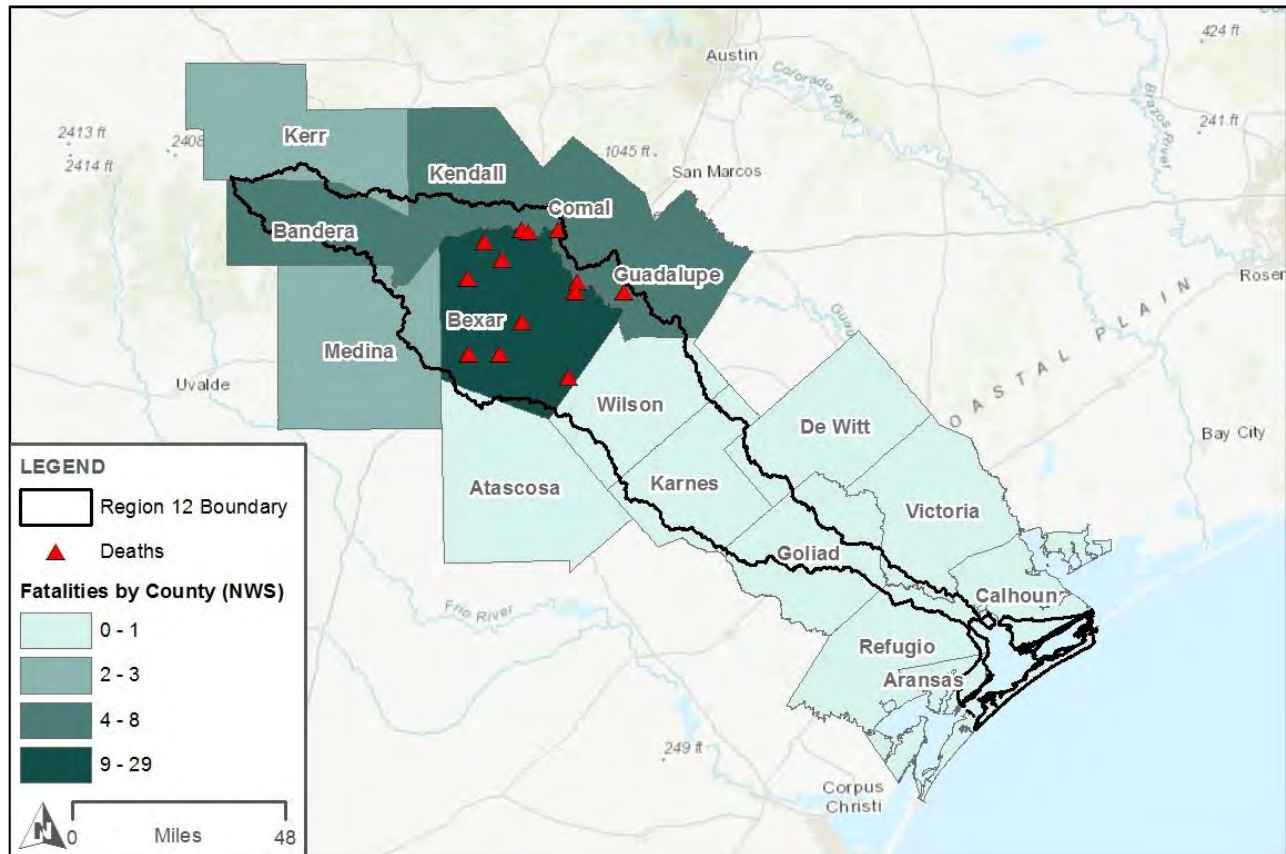 424 ft
Austin
Colorado River
Brazos River
Kerr
2413 ft
2408
2414 ft
241 ft
1045 ft
Kendall
San Marcos
Comal
Bandera
Guadalupe
Rosen
Bexar
Guad
Medina
OASTAL PLAIN
Uvalde
Wilson
De Witt
Bay City
LEGEND
Region 12 Boundary
Deaths
Fatalities by County (NWS)
0 - 1
2 - 3
4 - 8
9 - 29
N
0
48
Miles
Atascosa
Karnes
Victoria
Goliad
Calhoun
Frio River
Refugio
Aransas
249 ft
Corpus
Christi